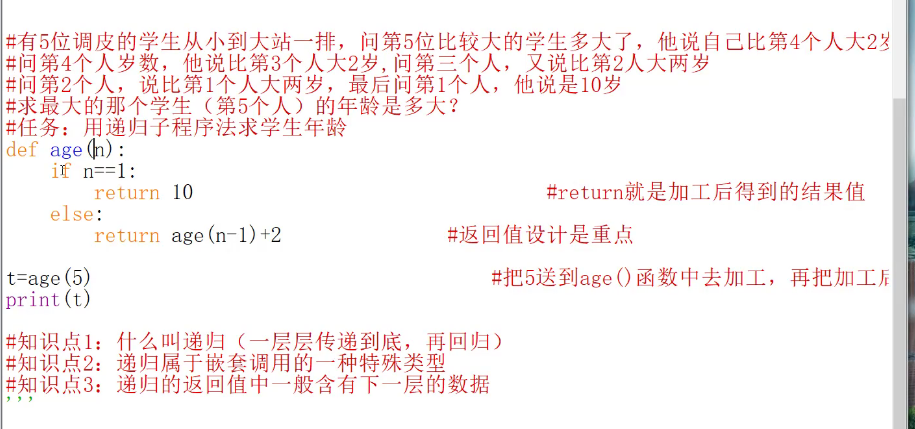 #有5位调皮的学生从小到大站一排，问第5位比较大的学生多大了，他说自己比第4个人大2岁
#问第4个人岁数，他说比第3个人大2岁,问第三个人，又说比第2人大两岁
#问第2个人，说比第1个人大两岁，最后问第1个人，他说是10岁
#求最大的那个学生（第5个人）的年龄是多大？
#任务：用递归子程序法求学生年龄
def age(n):
    if n==1:
        return 10 #return就是加工后得到的结果值
    else:
        return age(n-1)+2 #返回值设计是重点
t=age(5) #把5送到age()函数中去加工，再把加工后
print(t)
#知识点1：什么叫递归（一层层传递到底，再回归）
#知识点2：递归属于嵌套调用的一种特殊类型
#知识点3：递归的返回值中一般含有下一层的数据
'''